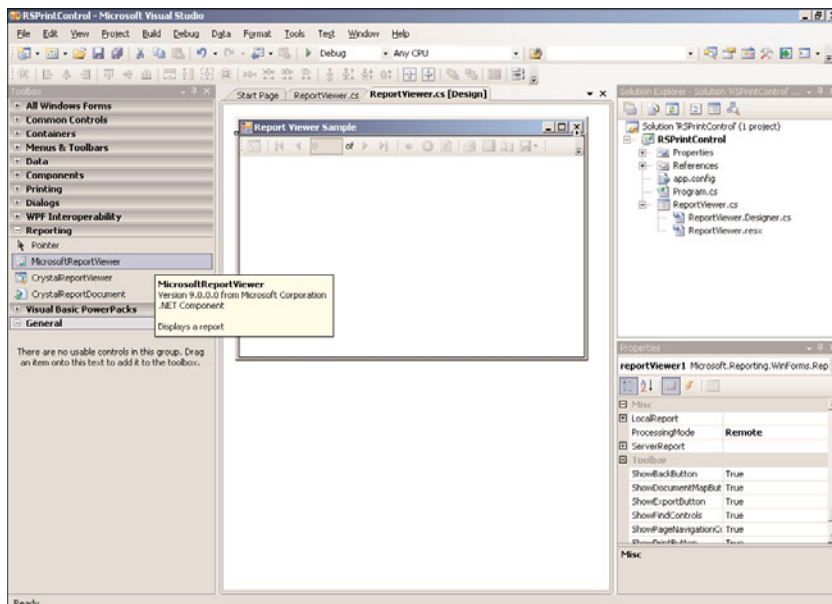 RSPrintControl - Microsoft Visual Studio
File Edit View Project Build Debug Data Format Tools Test Window Help
Debug Any CPU
Toolbox
All Windows Forms
Common Controls
Containers
Menus & Toolbars
Data
Components
Printing
Dialogs
WPF Interoperability
Reporting
Pointer
MicrosoftReportViewer
CrystalReportViewer
CrystalReportDocument
Visual Basic PowerPacks
General
There are no usable controls in this group. Drag
an item onto this text to add it to the toolbox.
Start Page ReportViewer.cs ReportViewer.cs [Design]
Report Viewer Sample
0 of
MicrosoftReportViewer
Version 9.0.0.0 from Microsoft Corporation
.NET Component
Displays a report
Solution Explorer - Solution 'RSPrintControl' ...
Solution 'RSPrintControl' (1 project)
RSPrintControl
Properties
References
app.config
Program.cs
ReportViewer.cs
ReportViewer.Designer.cs
ReportViewer.resx
Properties
reportViewer1 Microsoft.Reporting.WinForms.Rep
Misc
LocalReport
ProcessingMode Remote
ServerReport
Toolbar
ShowBackButton True
ShowDocumentMapBut True
ShowExportButton True
ShowFindControls True
ShowPageNavigationCo True
ShowPrintButton True
Misc
Ready